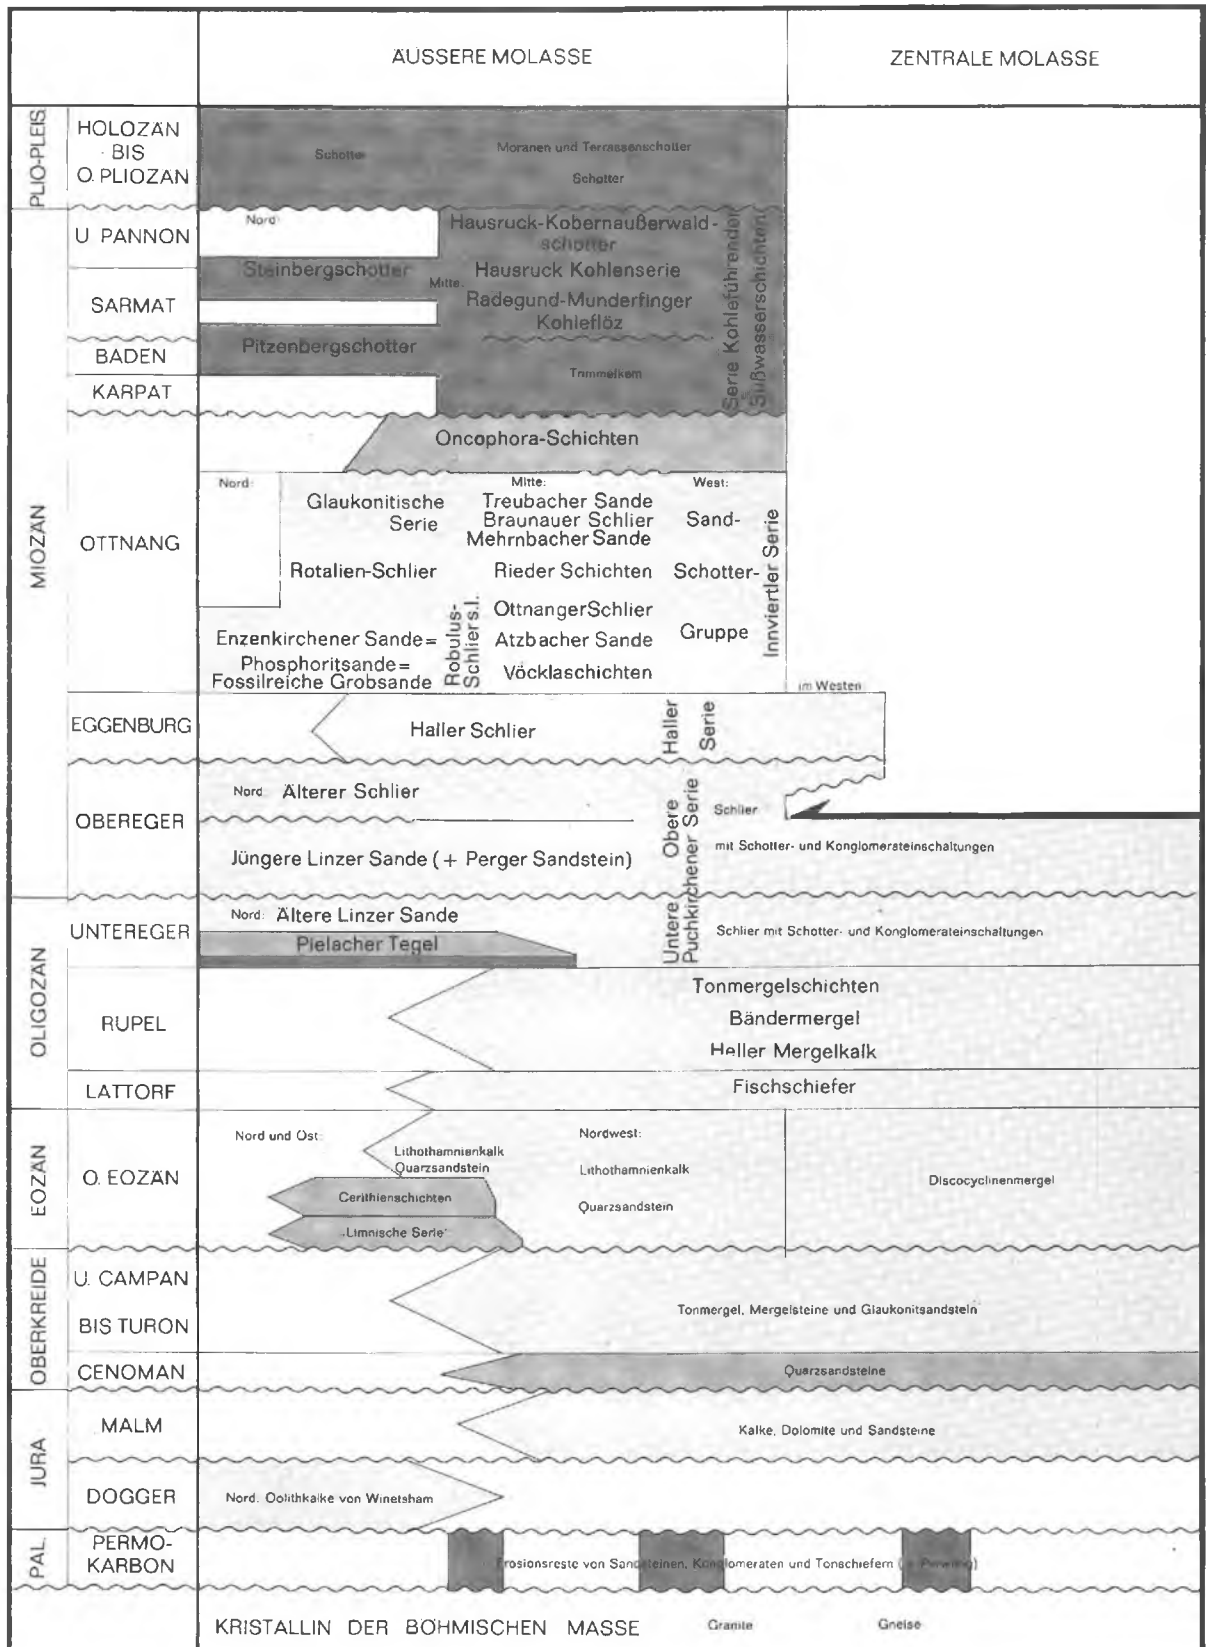 ÄUSSERE MOLASSE
ZENTRALE MOLASSE
PLIO-PLEIS.
HOLOZÄN
BIS
O. PLIOZÄN
Schotter
Moränen und Terrassenschotter
Schotter
MIOZÄN
U. PANNON
Nord:
Hausruck-Kobernaußerwald-
schotter
Steinbergschotter
Mitte:
Hausruck Kohlenserie
SARMAT
Radegund-Munderfinger
Kohleflöz
BADEN
Pitzenbergschotter
Trimmelkam
KARPAT
Serie Kohleführender
Süßwasserschichten
Oncophora-Schichten
OTTNANG
Nord:
Glaukonitische
Serie
Rotalien-Schlier
Enzenkirchener Sande=
Phosphoritsande=
Fossilreiche Grobsande
Robulus-
Schlier s.l.
Mitte:
Treubacher Sande
Braunauer Schlier
Mehrnbacher Sande
Rieder Schichten
Ottnanger Schlier
Atzbacher Sande
Vöcklaschichten
West:
Sand-
Schotter-
Gruppe
Innviertler Serie
im Westen
EGGENBURG
Haller Schlier
Haller
Serie
OBEREGER
Nord: Älterer Schlier
Jüngere Linzer Sande (+ Perger Sandstein)
Untere Obere
Puchkirchener Serie
Schlier
mit Schotter- und Konglomerateinschaltungen
OLIGOZÄN
UNTEREGER
Nord: Ältere Linzer Sande
Pielacher Tegel
Schlier mit Schotter- und Konglomerateinschaltungen
RUPEL
Tonmergelschichten
Bändermergel
Heller Mergelkalk
LATTORF
Fischschiefer
EOZÄN
O. EOZÄN
Nord und Ost:
Lithothamnienkalk
Quarzsandstein
Cerithienschichten
"Limnische Serie"
Nordwest:
Lithothamnienkalk
Quarzsandstein
Discocyclinenmergel
OBERKREIDE
U. CAMPAN
BIS TURON
Tonmergel, Mergelsteine und Glaukonitsandstein
CENOMAN
Quarzsandsteine
JURA
MALM
Kalke, Dolomite und Sandsteine
DOGGER
Nord: Oolithkalke von Winetsham
PAL.
PERMO-
KARBON
Erosionsreste von Sandsteinen, Konglomeraten und Tonschiefern
KRISTALLIN DER BÖHMISCHEN MASSE
Granite
Gneise